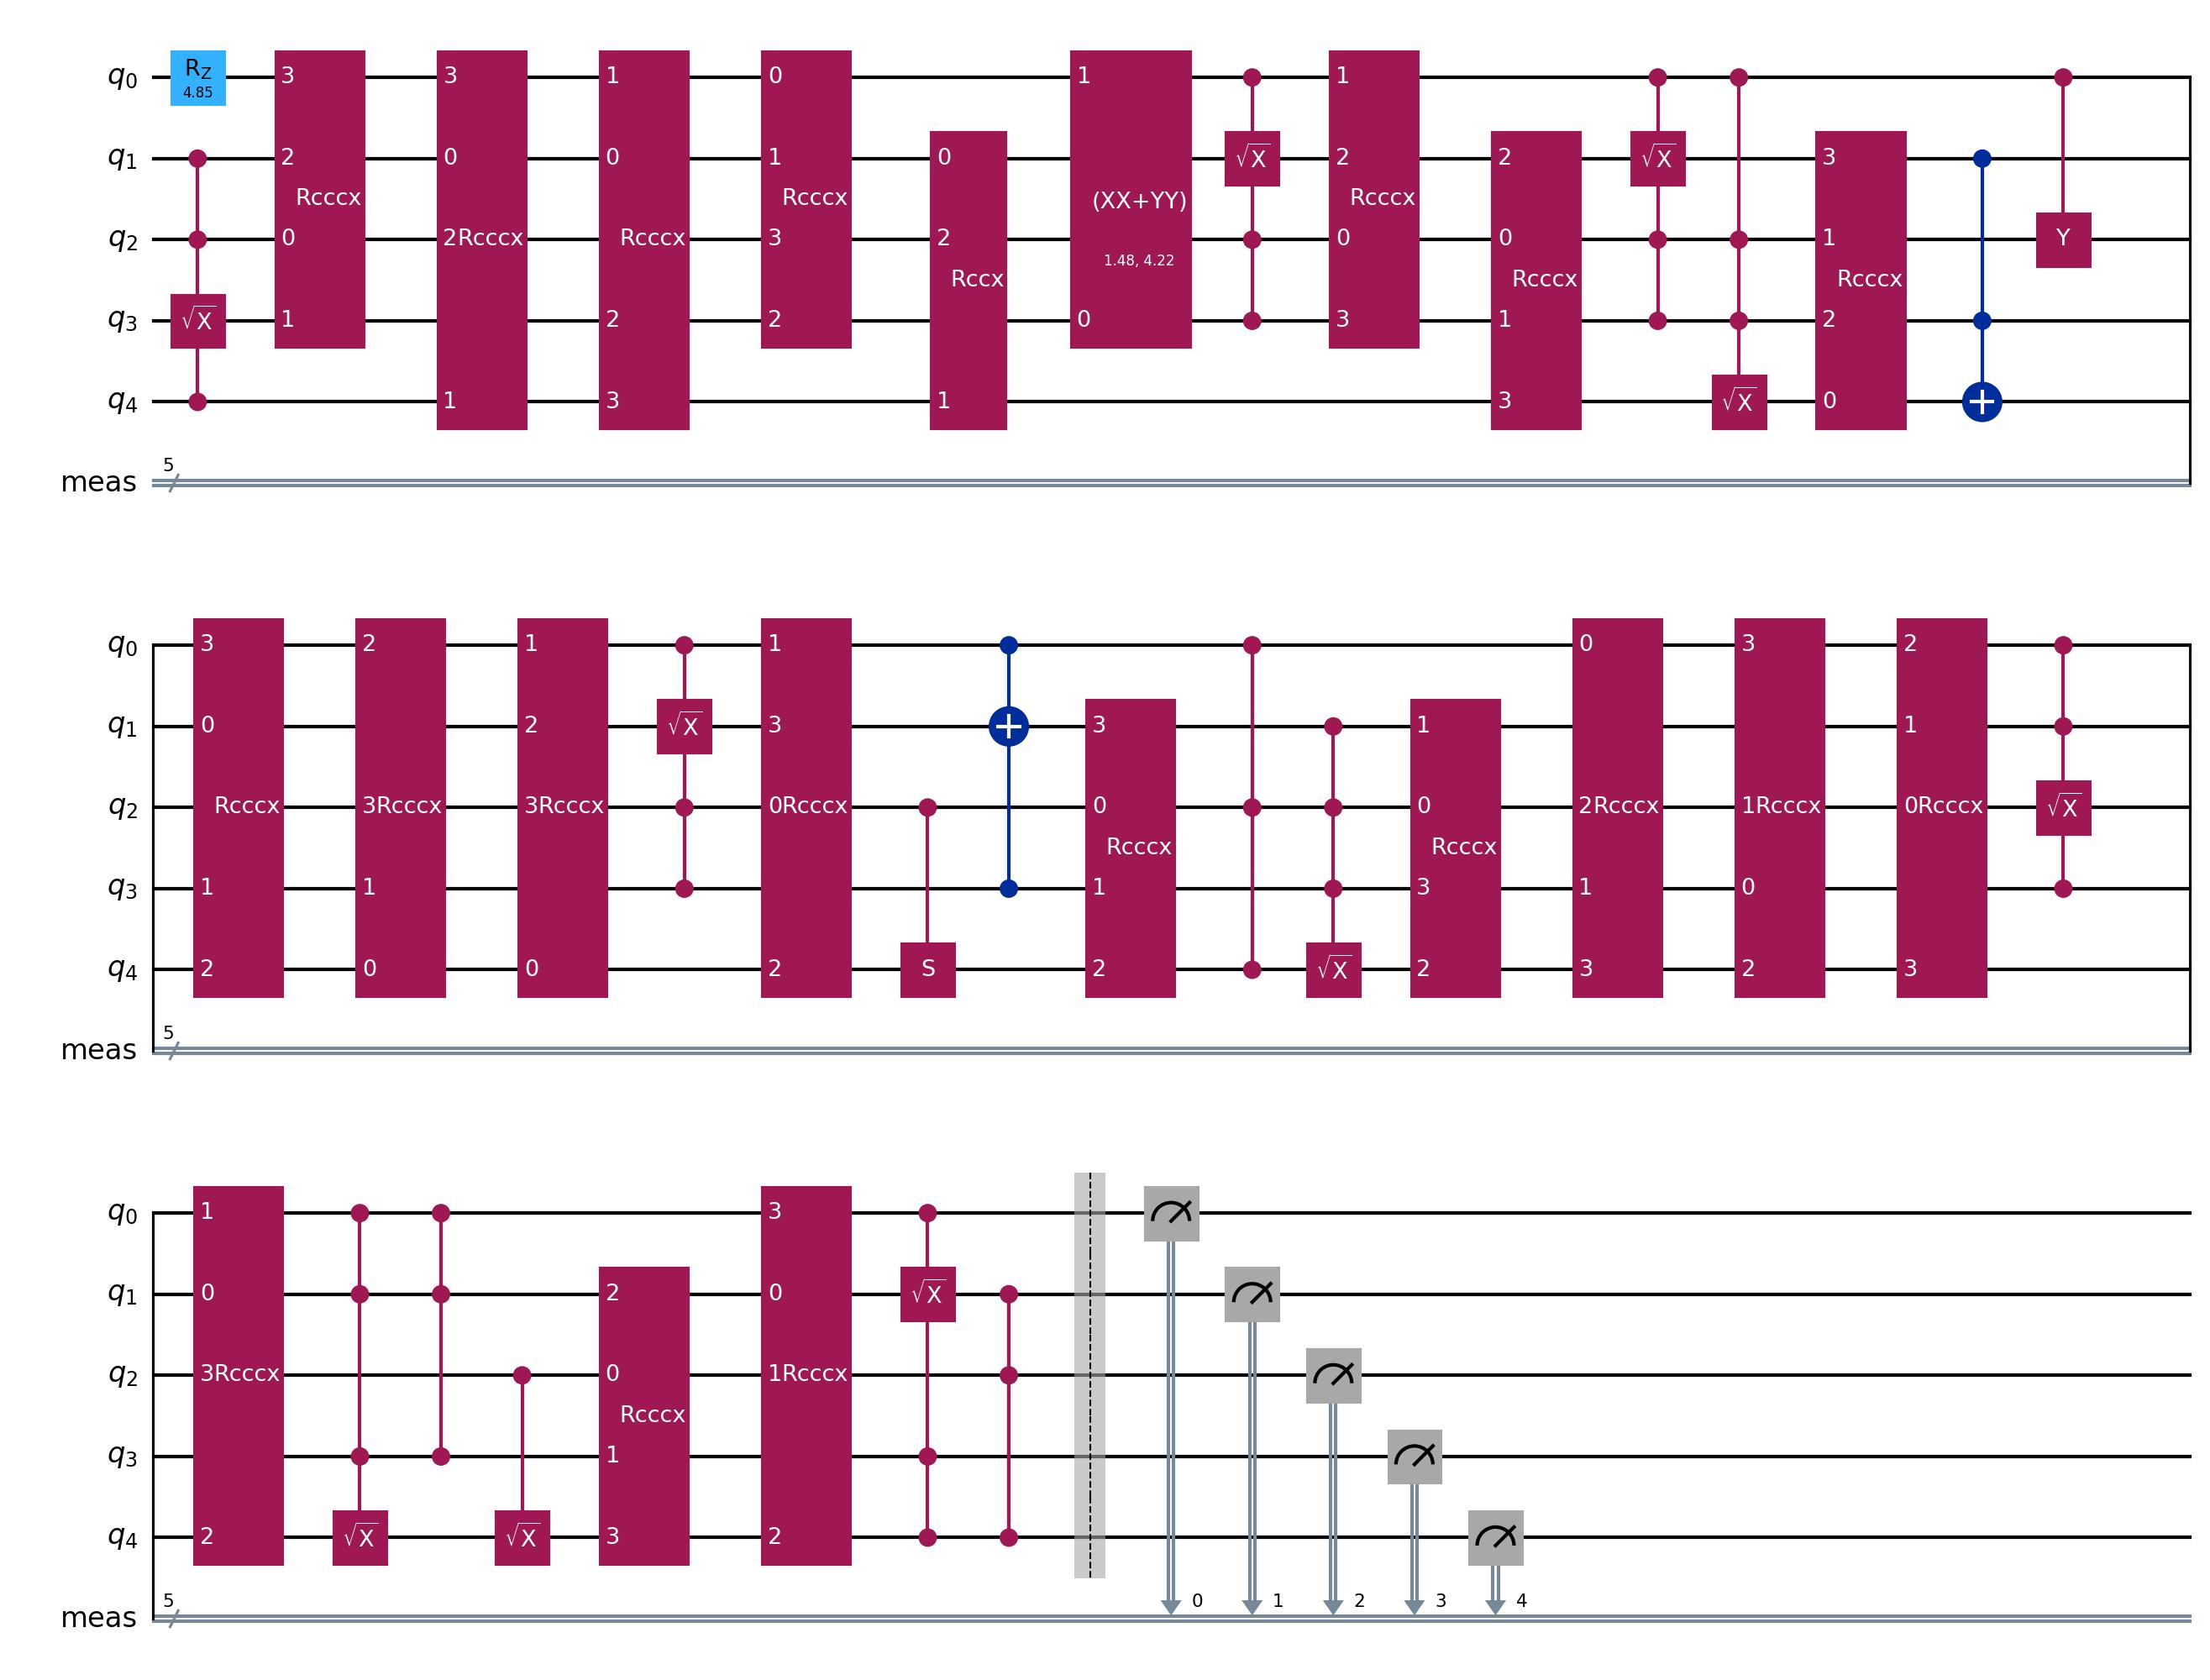 q0 RZ 4.85 3 3 1 0 1 1
q1 2 0 0 1 0 √X 2 2 √X 3
Rcccx Rcccx (XX+YY) Rcccx
q2 0 2Rcccx Rcccx 3 2 0 0 1 Y
Rccx 1.48, 4.22 Rcccx Rcccx
q3 √X 1 2 2 0 3 1 2
q4 1 3 1 3 √X 0
meas 5
q0 3 2 1 1 0 3 2
q1 0 2 √X 3 3 1 1
q2 Rcccx 3Rcccx 3Rcccx 0Rcccx 0 0 2Rcccx 1Rcccx 0Rcccx √X
Rcccx Rcccx
q3 1 1 1 3 1 0
q4 2 0 0 2 S 2 √X 2 3 2 3
meas 5
q0 1 3
q1 0 2 0 √X
q2 3Rcccx 0 1Rcccx
Rcccx
q3 1
q4 2 √X √X 3 2
meas 5 0 1 2 3 4